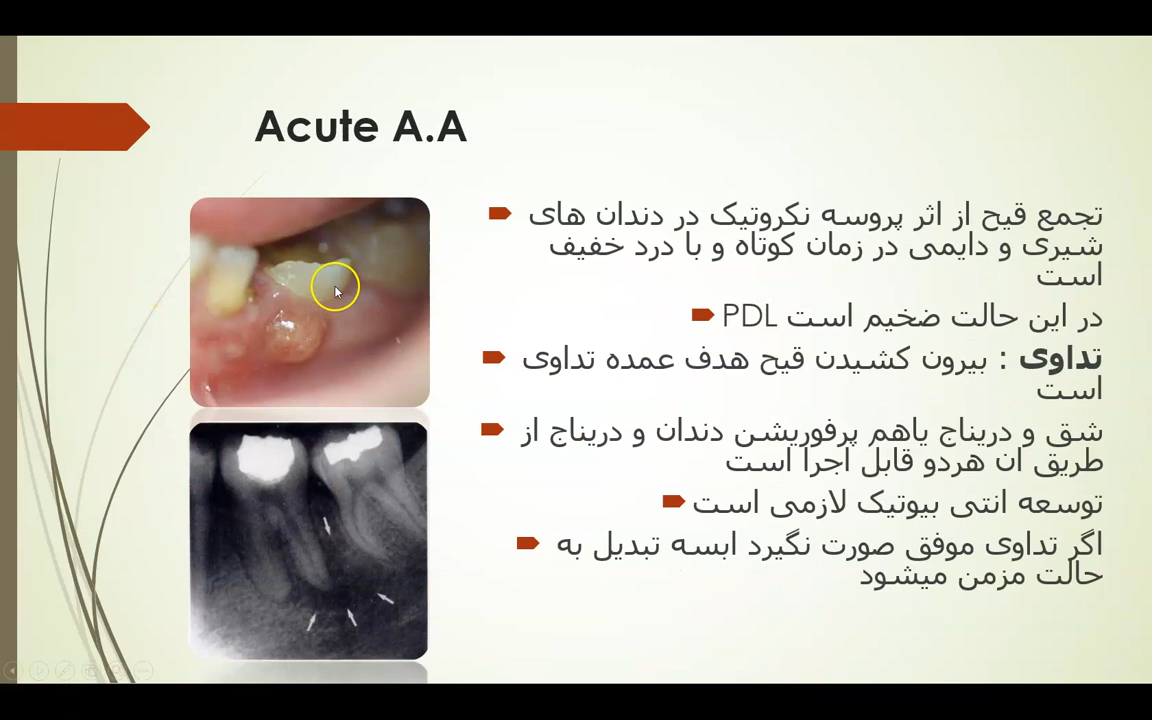 Acute A.A
تجمع قیح از اثر پروسه نکروتیک در دندان های
شیری و دایمی در زمان کوتاه و با درد خفیف
است
در این حالت ضخیم است PDL
تداوی : بیرون کشیدن قیح هدف عمده تداوی
است
شق و دریناج یاهم پرفوریشن دندان و دریناج از
طریق ان هردو قابل اجرا است
توسعه انتی بیوتیک لازمی است
اگر تداوی موفق صورت نگیرد ابسه تبدیل به
حالت مزمن میشود